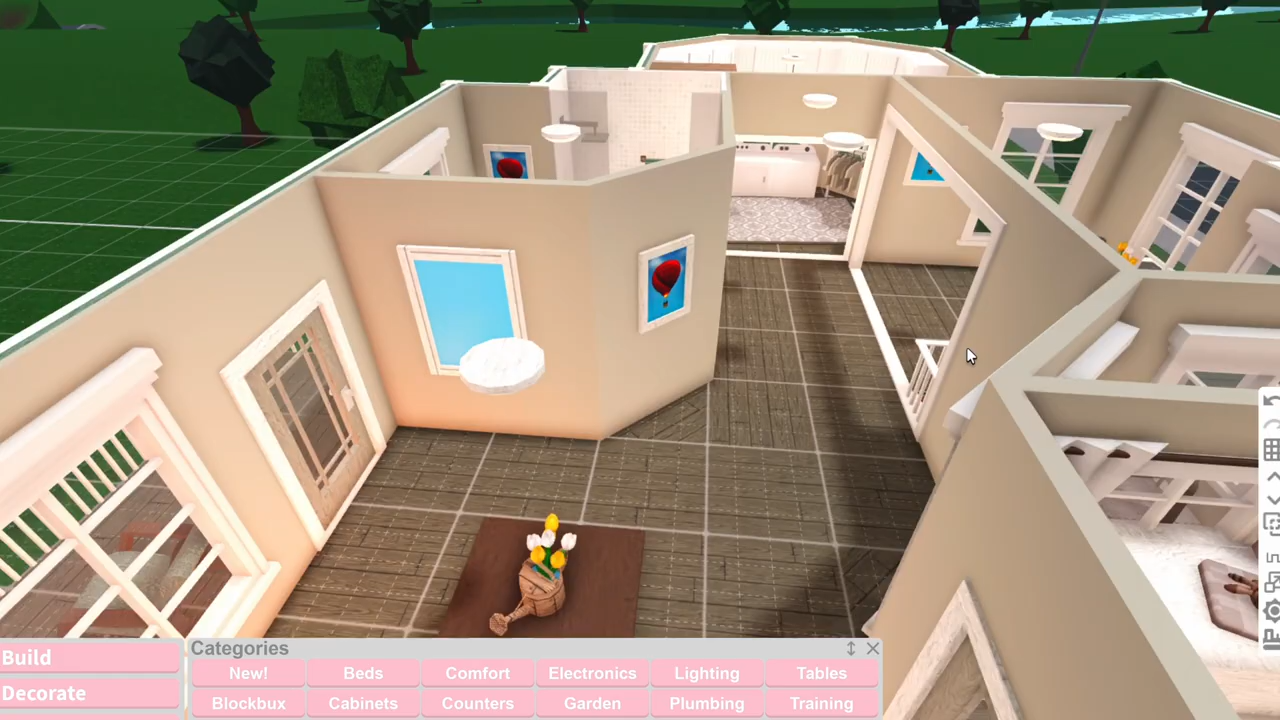 Build
Decorate
Categories
New! Beds Comfort Electronics Lighting Tables
Blockbux Cabinets Counters Garden Plumbing Training